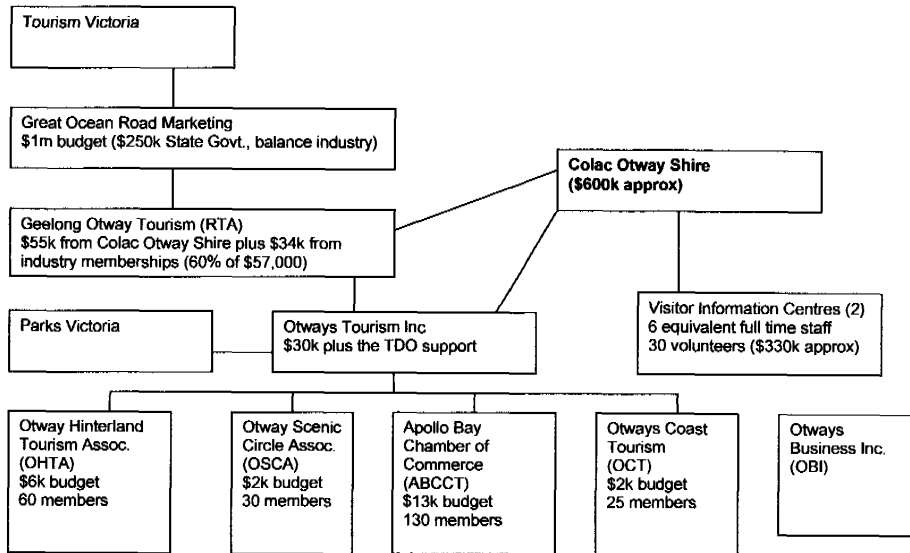 Tourism Victoria
Great Ocean Road Marketing
$1m budget ($250k State Govt., balance industry)
Colac Otway Shire
($600k approx)
Geelong Otway Tourism (RTA)
$55k from Colac Otway Shire plus $34k from
industry memberships (60% of $57,000)
Parks Victoria
Otways Tourism Inc
$30k plus the TDO support
Visitor Information Centres (2)
6 equivalent full time staff
30 volunteers ($330k approx)
Otway Hinterland
Tourism Assoc.
(OHTA)
$6k budget
60 members
Otway Scenic
Circle Assoc.
(OSCA)
$2k budget
30 members
Apollo Bay
Chamber of
Commerce
(ABCCT)
$13k budget
130 members
Otways Coast
Tourism
(OCT)
$2k budget
25 members
Otways
Business Inc.
(OBI)